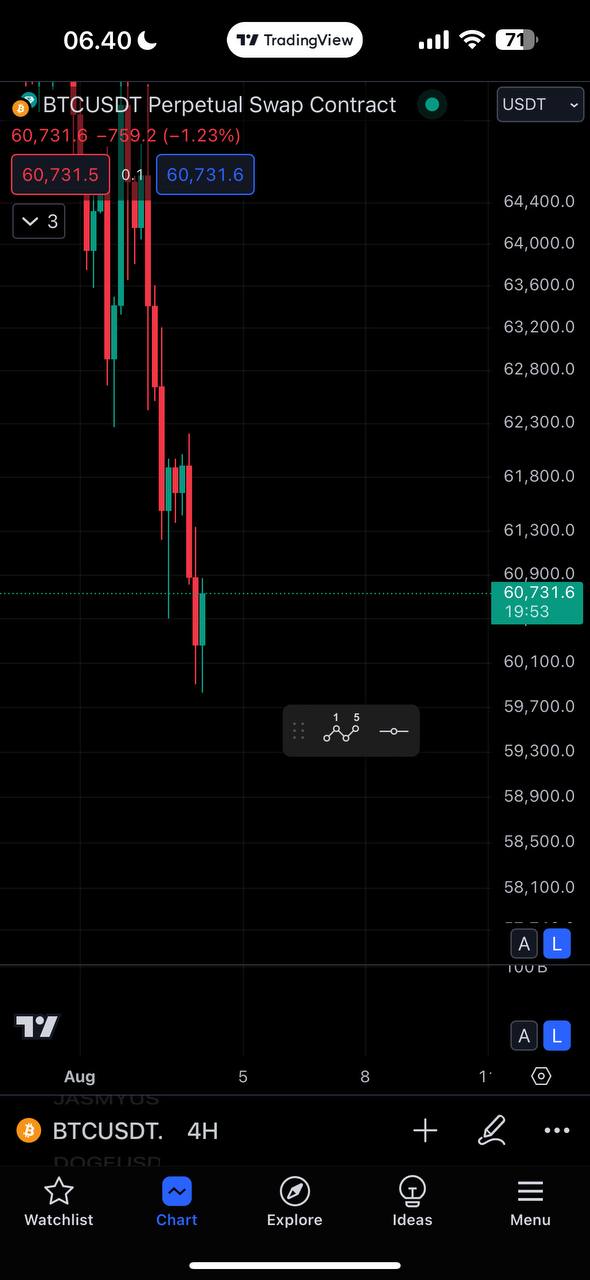 06.40
TradingView
71
BTCUSDT Perpetual Swap Contract
USDT
60,731.6 −759.2 (−1.23%)
60,731.5
0.1
60,731.6
3
64,400.0
64,000.0
63,600.0
63,200.0
62,800.0
62,300.0
61,800.0
61,300.0
60,900.0
60,731.6
19:53
60,100.0
59,700.0
1 5
59,300.0
58,900.0
58,500.0
58,100.0
A L
100B
A L
Aug 5 8
JASMYUS
BTCUSDT. 4H
DOGEUSD
Watchlist Chart Explore Ideas Menu